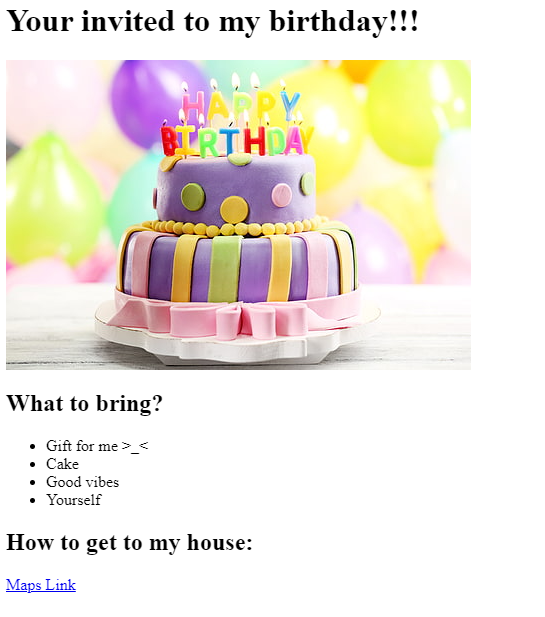 Your invited to my birthday!!!
HAPPY
BIRTHDAY
What to bring?
Gift for me >_<
Cake
Good vibes
Yourself
How to get to my house:
Maps Link